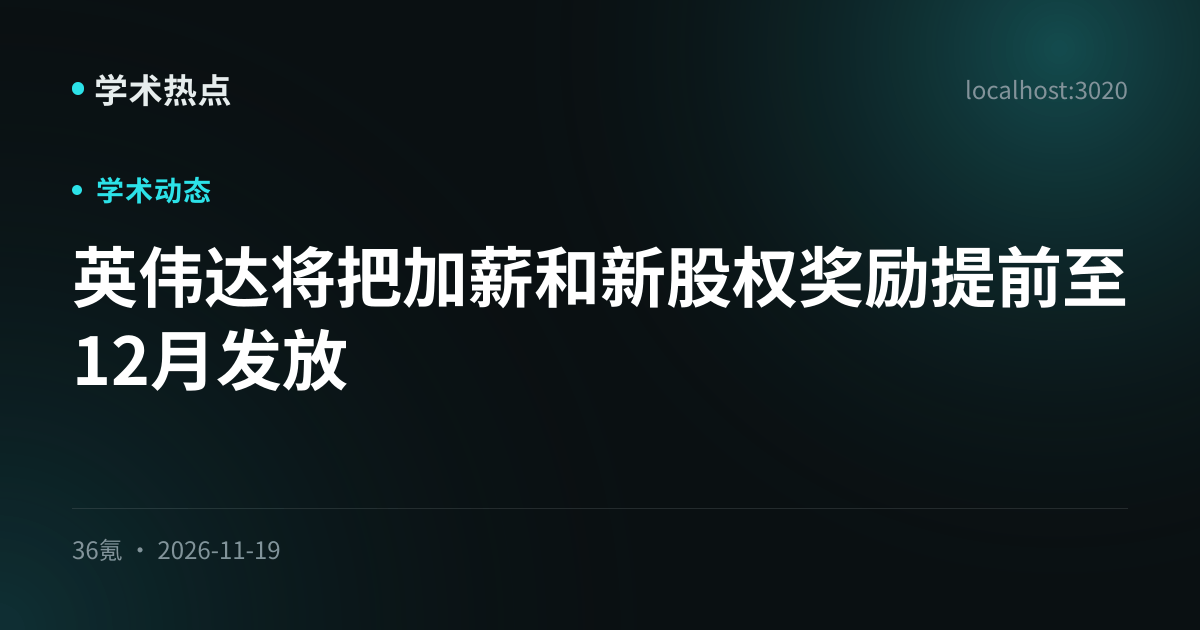 学术热点
localhost:3020
学术动态
英伟达将把加薪和新股权奖励提前至
12月发放
36氪 • 2026-11-19